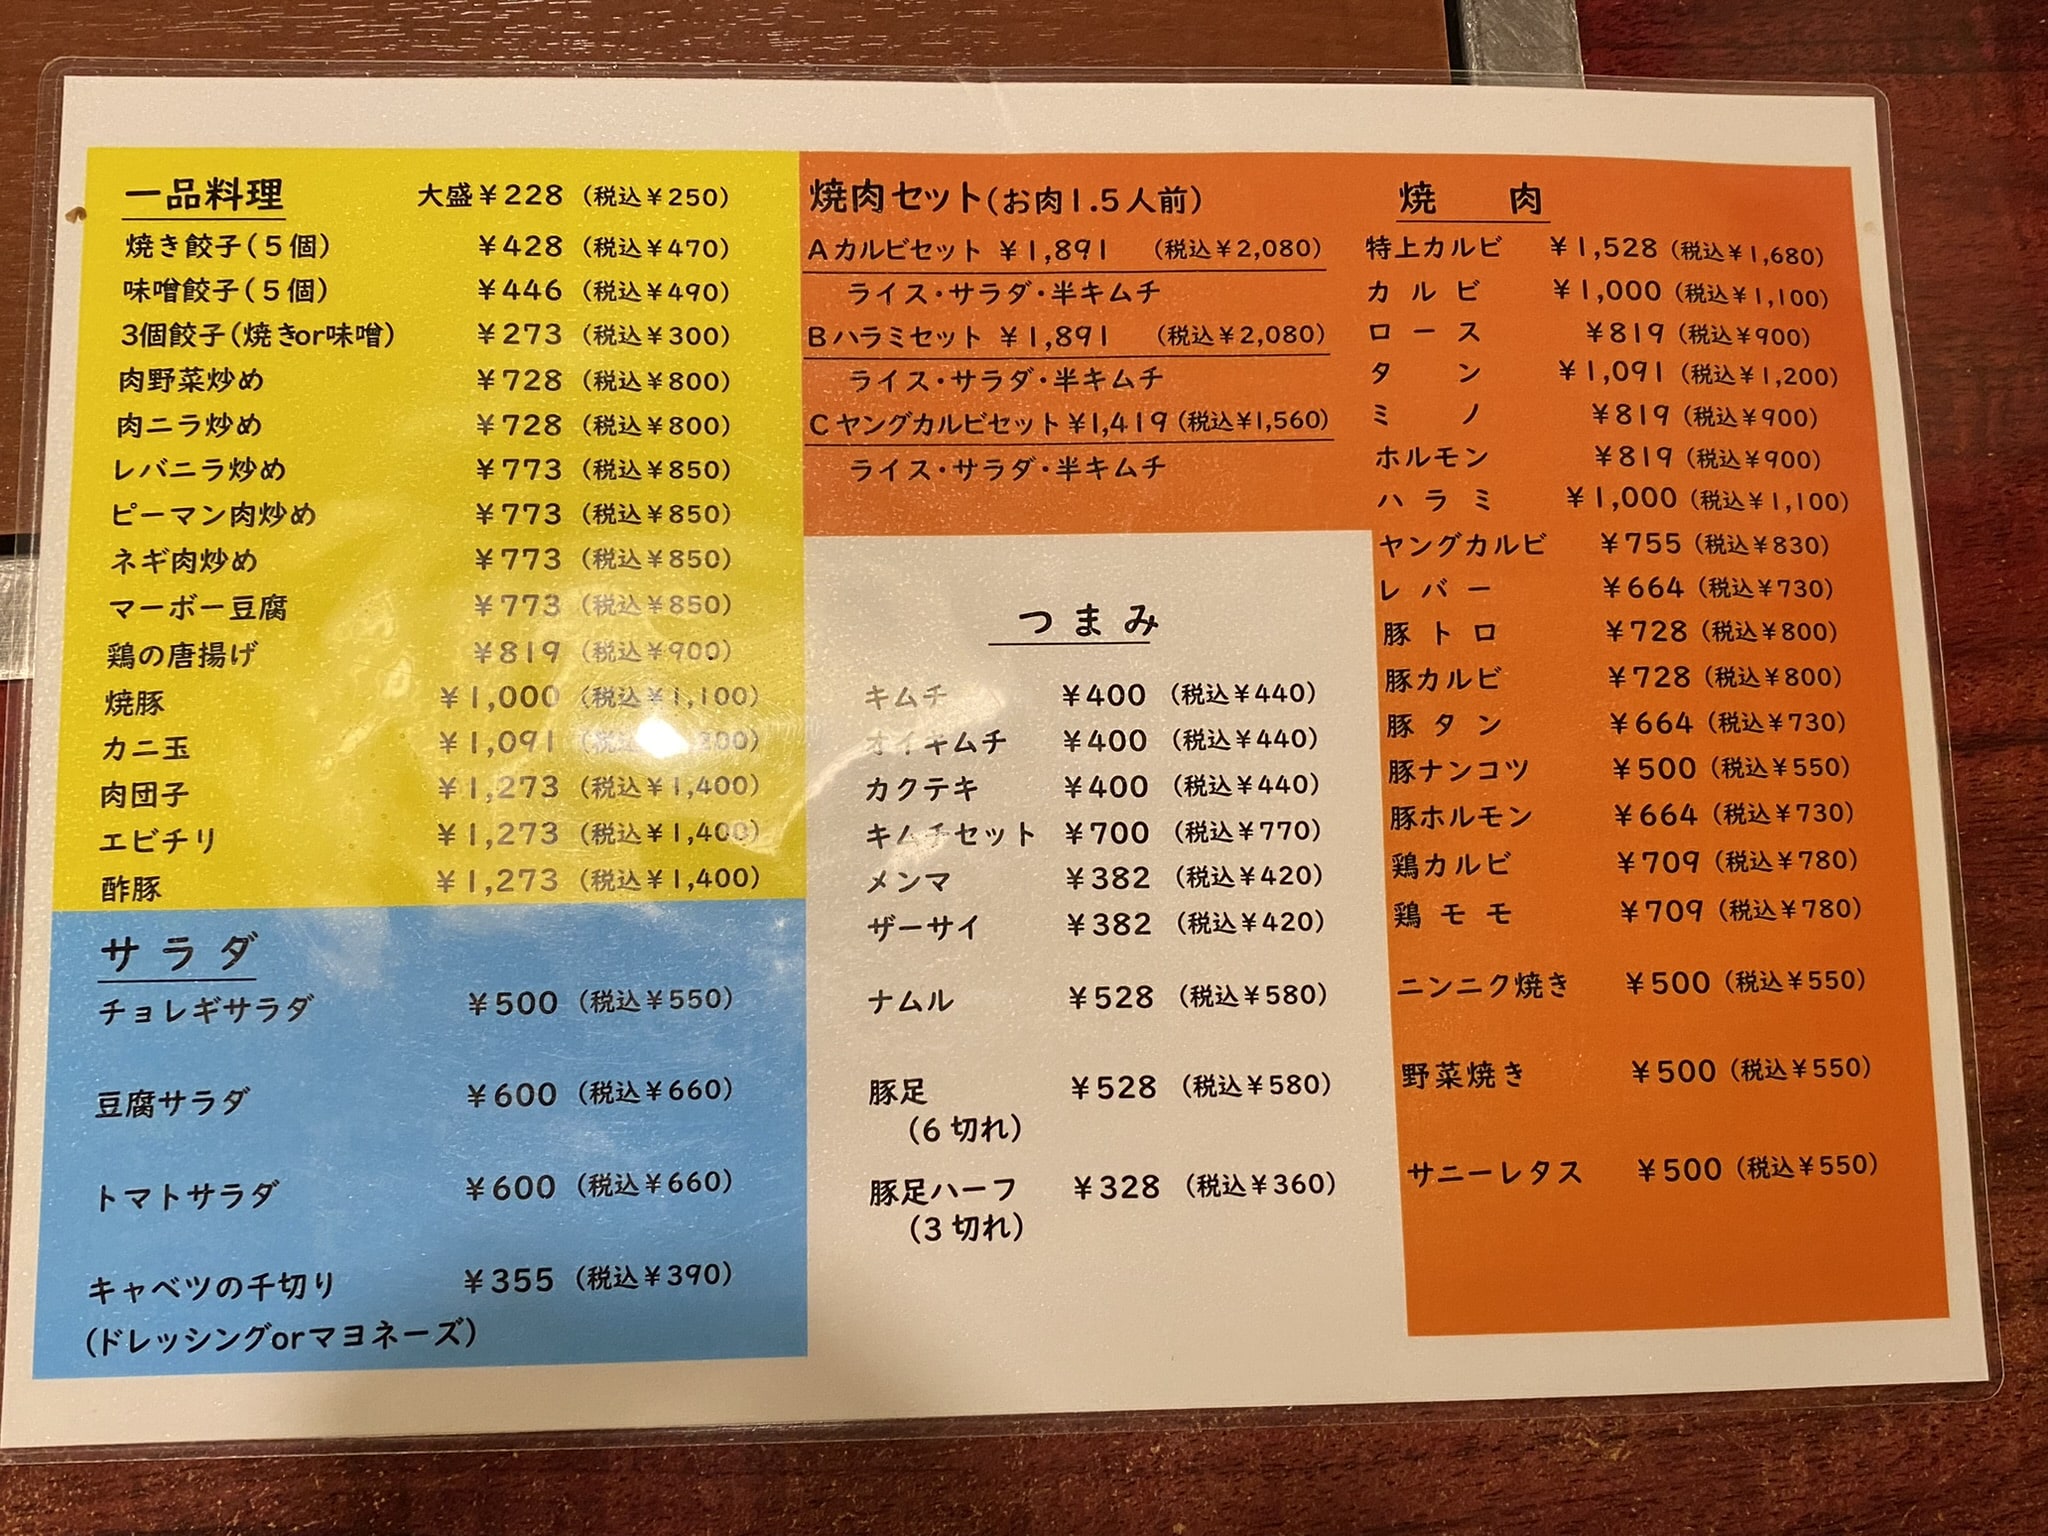 一品料理 大盛¥228 (税込¥250)
焼き餃子(5個) ¥428 (税込¥470)
味噌餃子(5個) ¥446 (税込¥490)
3個餃子(焼きor味噌) ¥273 (税込¥300)
肉野菜炒め ¥728 (税込¥800)
肉ニラ炒め ¥728 (税込¥800)
レバニラ炒め ¥773 (税込¥850)
ピーマン肉炒め ¥773 (税込¥850)
ネギ肉炒め ¥773 (税込¥850)
マーボー豆腐 ¥773 (税込¥850)
鶏の唐揚げ ¥819 (税込¥900)
焼豚 ¥1,000 (税込¥1,100)
カニ玉 ¥1,091
肉団子 ¥1,273 (税込¥1,400)
エビチリ ¥1,273 (税込¥1,400)
酢豚 ¥1,273 (税込¥1,400)
サラダ
チョレギサラダ ¥500 (税込¥550)
豆腐サラダ ¥600 (税込¥660)
トマトサラダ ¥600 (税込¥660)
キャベツの千切り ¥355 (税込¥390)
(ドレッシングorマヨネーズ)
焼肉セット(お肉1.5人前)
Aカルビセット ¥1,891 (税込¥2,080)
ライス・サラダ・半キムチ
Bハラミセット ¥1,891 (税込¥2,080)
ライス・サラダ・半キムチ
Cヤングカルビセット ¥1,419 (税込¥1,560)
ライス・サラダ・半キムチ
つまみ
キムチ ¥400 (税込¥440)
オイキムチ ¥400 (税込¥440)
カクテキ ¥400 (税込¥440)
キムチセット ¥700 (税込¥770)
メンマ ¥382 (税込¥420)
ザーサイ ¥382 (税込¥420)
ナムル ¥528 (税込¥580)
豚足 ¥528 (税込¥580)
(6切れ)
豚足ハーフ ¥328 (税込¥360)
(3切れ)
焼 肉
特上カルビ ¥1,528 (税込¥1,680)
カルビ ¥1,000 (税込¥1,100)
ロース ¥819 (税込¥900)
タン ¥1,091 (税込¥1,200)
ミノ ¥819 (税込¥900)
ホルモン ¥819 (税込¥900)
ハラミ ¥1,000 (税込¥1,100)
ヤングカルビ ¥755 (税込¥830)
レバー ¥664 (税込¥730)
豚トロ ¥728 (税込¥800)
豚カルビ ¥728 (税込¥800)
豚タン ¥664 (税込¥730)
豚ナンコツ ¥500 (税込¥550)
豚ホルモン ¥664 (税込¥730)
鶏カルビ ¥709 (税込¥780)
鶏モモ ¥709 (税込¥780)
ニンニク焼き ¥500 (税込¥550)
野菜焼き ¥500 (税込¥550)
サニーレタス ¥500 (税込¥550)